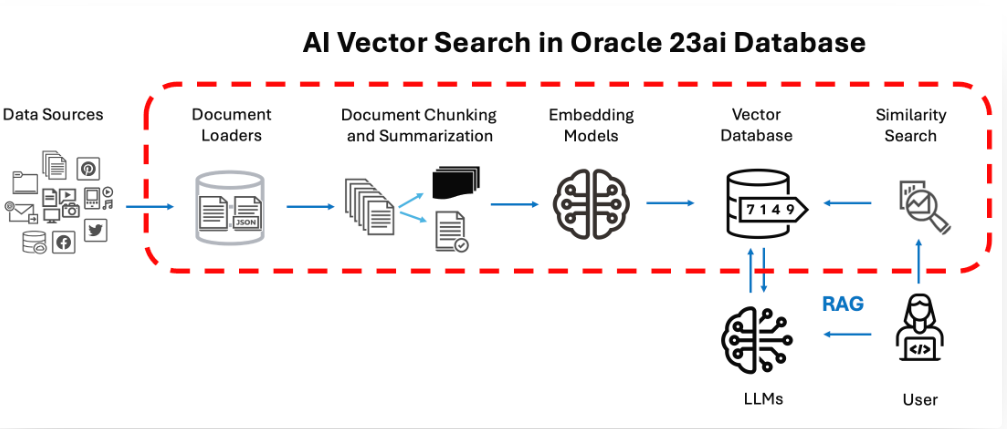 AI Vector Search in Oracle 23ai Database
Data Sources
Document
Loaders
Document Chunking
and Summarization
Embedding
Models
Vector
Database
Similarity
Search
JSON
7 1 4 9
RAG
</>
LLMs
User